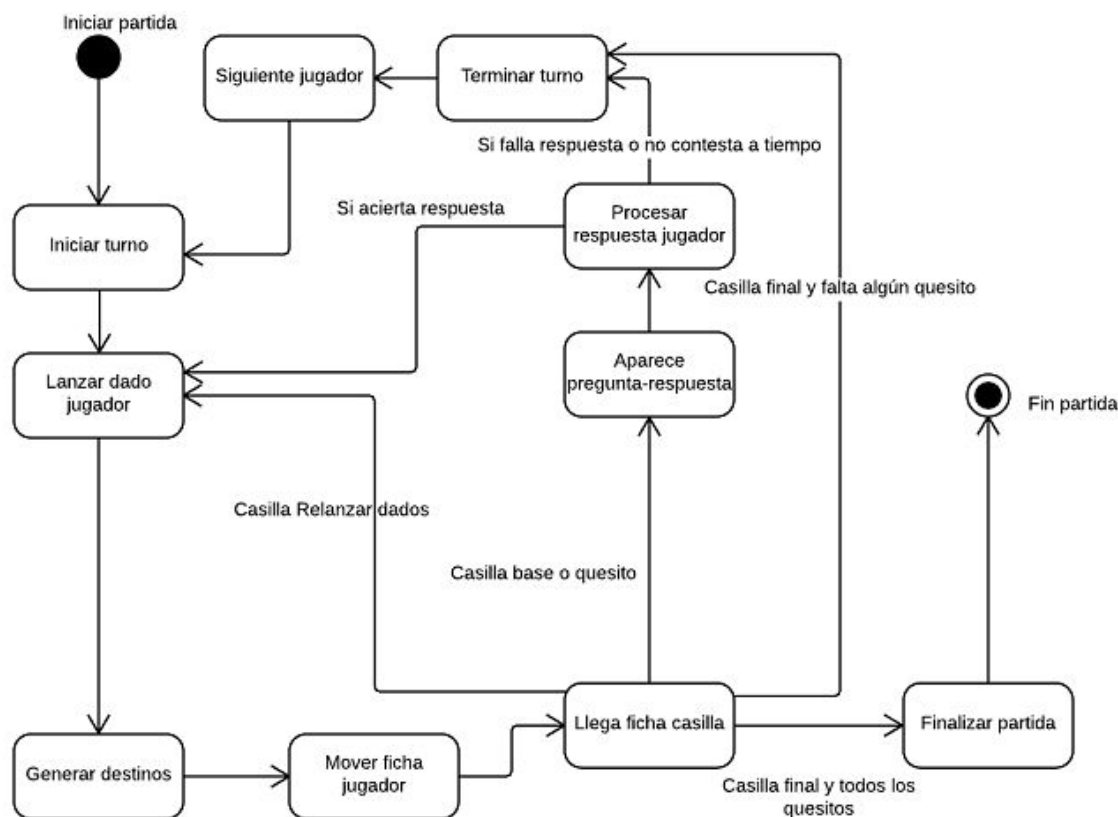 Iniciar partida
Siguiente jugador
Terminar turno
Si falla respuesta o no contesta a tiempo
Si acierta respuesta
Procesar
respuesta jugador
Iniciar turno
Casilla final y falta algún quesito
Lanzar dado
jugador
Aparece
pregunta-respuesta
Fin partida
Casilla Relanzar dados
Casilla base o quesito
Generar destinos
Mover ficha
jugador
Llega ficha casilla
Finalizar partida
Casilla final y todos los
quesitos